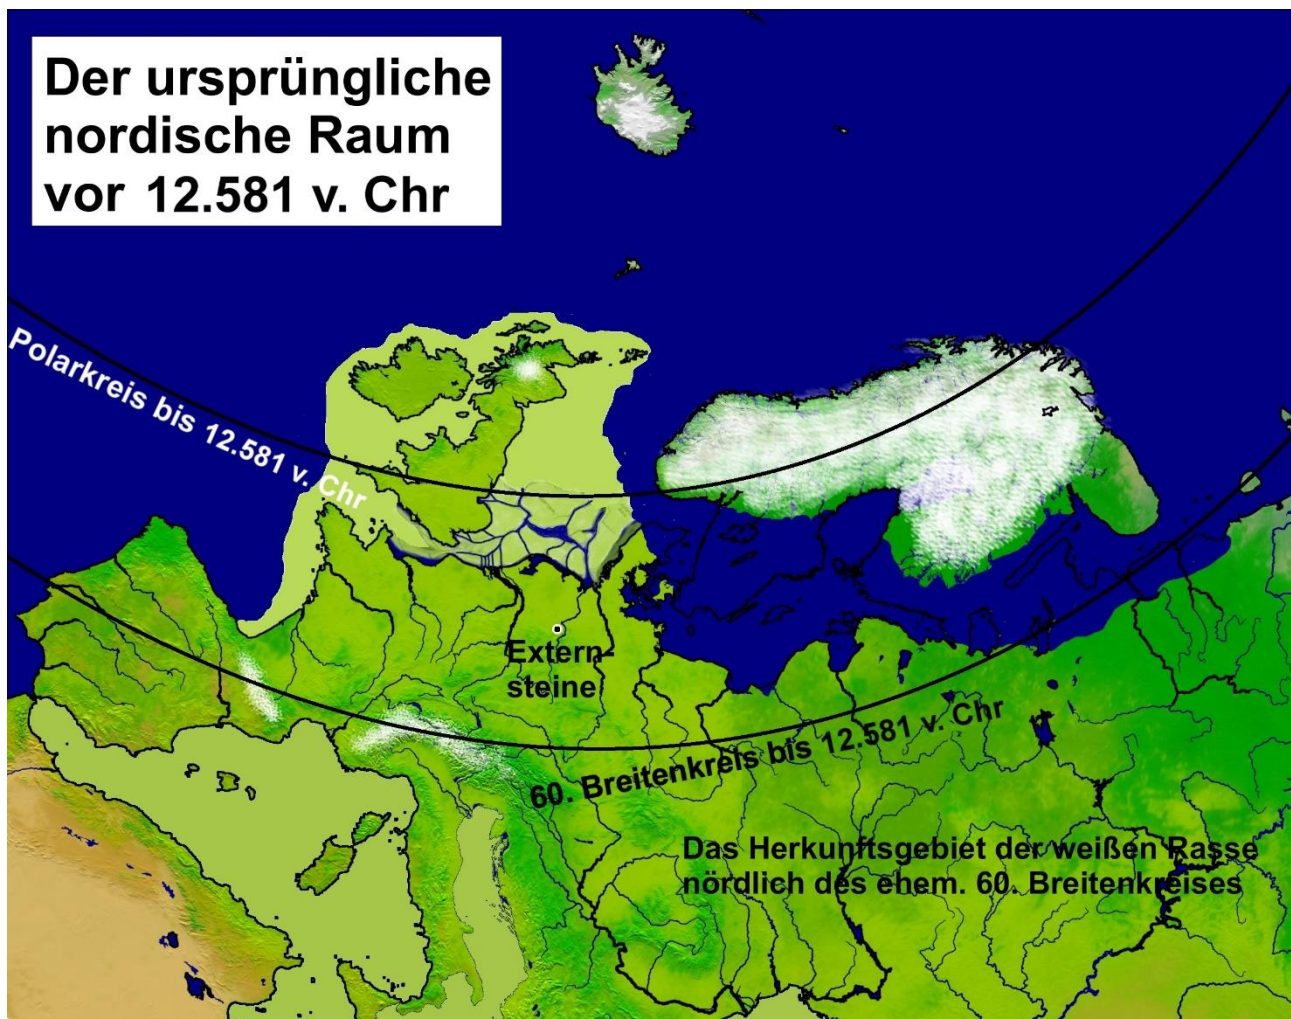 Der ursprüngliche
nordische Raum
vor 12.581 v. Chr
Polarkreis bis 12.581 v. Chr
Extern-
steine
60. Breitenkreis bis 12.581 v. Chr
Das Herkunftsgebiet der weißen Rasse
nördlich des ehem. 60. Breitenkreises